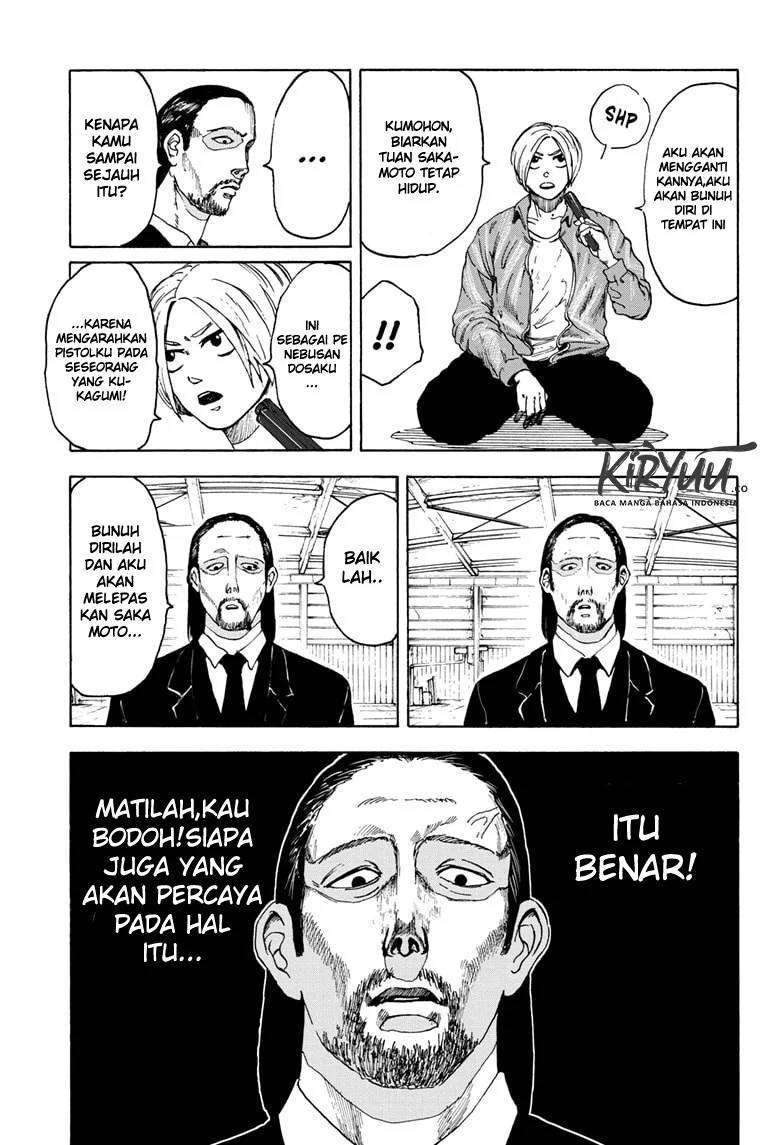 SHP
AKU AKAN
MENGGANTI
KANNYA,AKU
AKAN BUNUH
DIRI DI
TEMPAT INI
KUMOHON,
BIARKAN
TUAN SAKA-
MOTO TETAP
HIDUP.
!!
...
KENAPA
KAMU
SAMPAI
SEJAUH
ITU?
INI
SEBAGAI PE
NEBUSAN
DOSAKU...
...KARENA
MENGARAHKAN
PISTOLKU PADA
SESEORANG
YANG KU-
KAGUMI!
KIRYUU.CO
BACA MANGA BAHASA INDONESIA
BAIK
LAH..
BUNUH
DIRILAH
DAN AKU
AKAN
MELEPAS
KAN SAKA
MOTO...
ITU
BENAR!
MATILAH,KAU
BODOH!SIAPA
JUGA YANG
AKAN PERCAYA
PADA HAL
ITU...